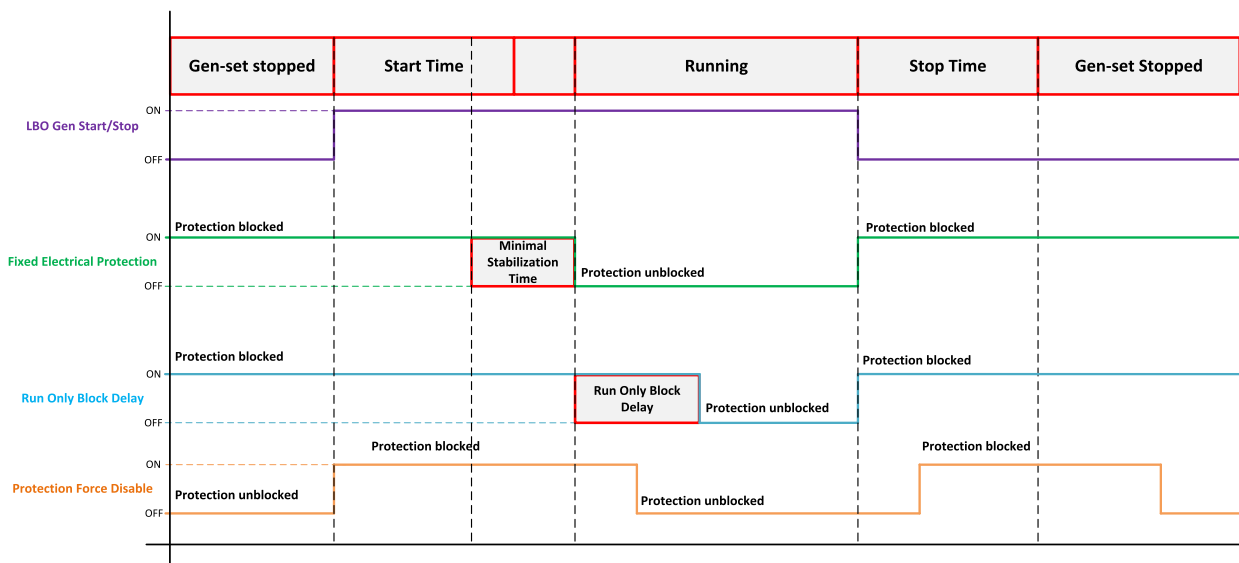 Gen-set stopped
Start Time
Running
Stop Time
Gen-set Stopped
ON
LBO Gen Start/Stop
OFF
Protection blocked
Protection blocked
ON
Minimal
Stabilization
Time
Fixed Electrical Protection
Protection unblocked
OFF
Protection blocked
Protection blocked
ON
Run Only Block
Delay
Run Only Block Delay
Protection unblocked
OFF
Protection blocked
Protection blocked
ON
Protection Force Disable
Protection unblocked
Protection unblocked
OFF